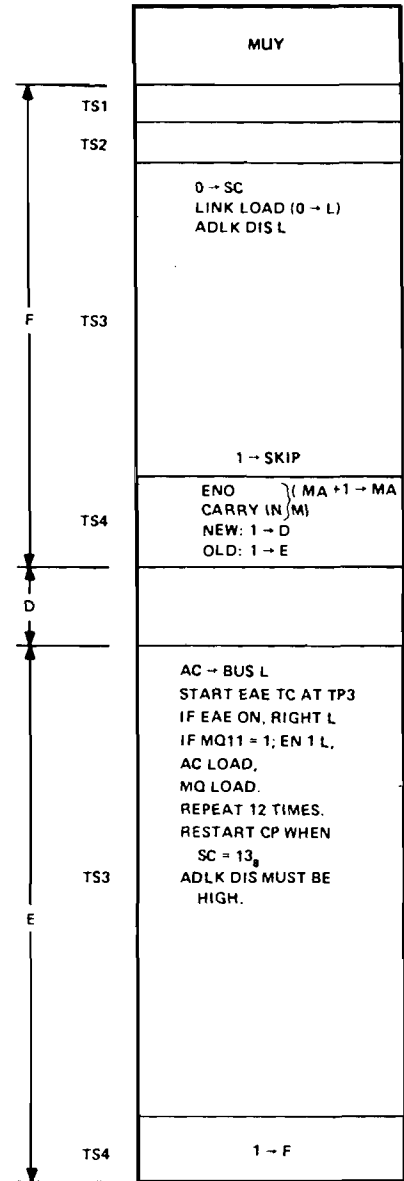 MUY
TS1
TS2
0 → SC
LINK LOAD (0 → L)
ADLK DIS L
F
TS3
1 → SKIP
ENO } ( MA +1 → MA
CARRY IN } M)
TS4
NEW: 1 → D
OLD: 1 → E
D
AC → BUS L
START EAE TC AT TP3
IF EAE ON, RIGHT L
IF MQ11 = 1; EN 1 L,
AC LOAD,
MQ LOAD.
REPEAT 12 TIMES.
RESTART CP WHEN
SC = 13₈
TS3
ADLK DIS MUST BE
HIGH.
E
TS4
1 → F